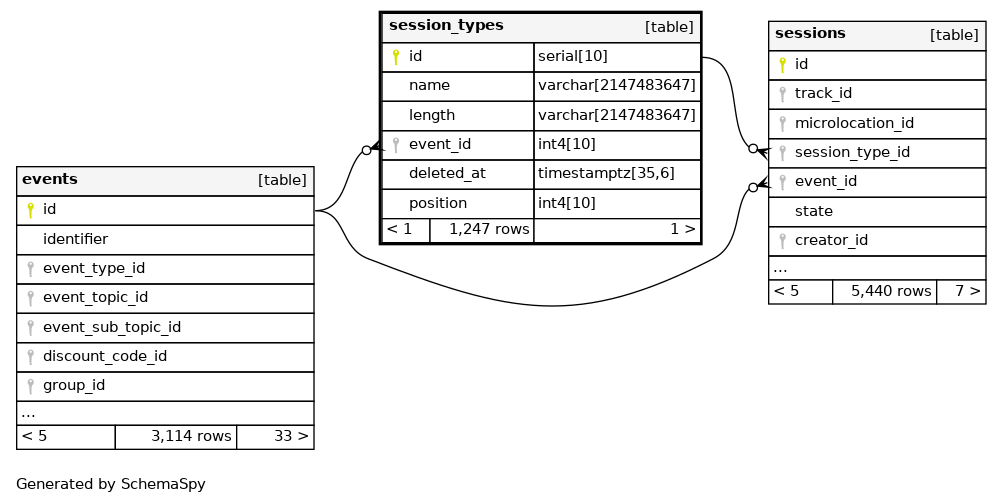 session_types [table]
id serial[10]
name varchar[2147483647]
length varchar[2147483647]
event_id int4[10]
deleted_at timestamptz[35,6]
position int4[10]
< 1 1,247 rows 1 >
sessions [table]
id
track_id
microlocation_id
session_type_id
event_id
state
creator_id
...
< 5 5,440 rows 7 >
events [table]
id
identifier
event_type_id
event_topic_id
event_sub_topic_id
discount_code_id
group_id
...
< 5 3,114 rows 33 >
Generated by SchemaSpy